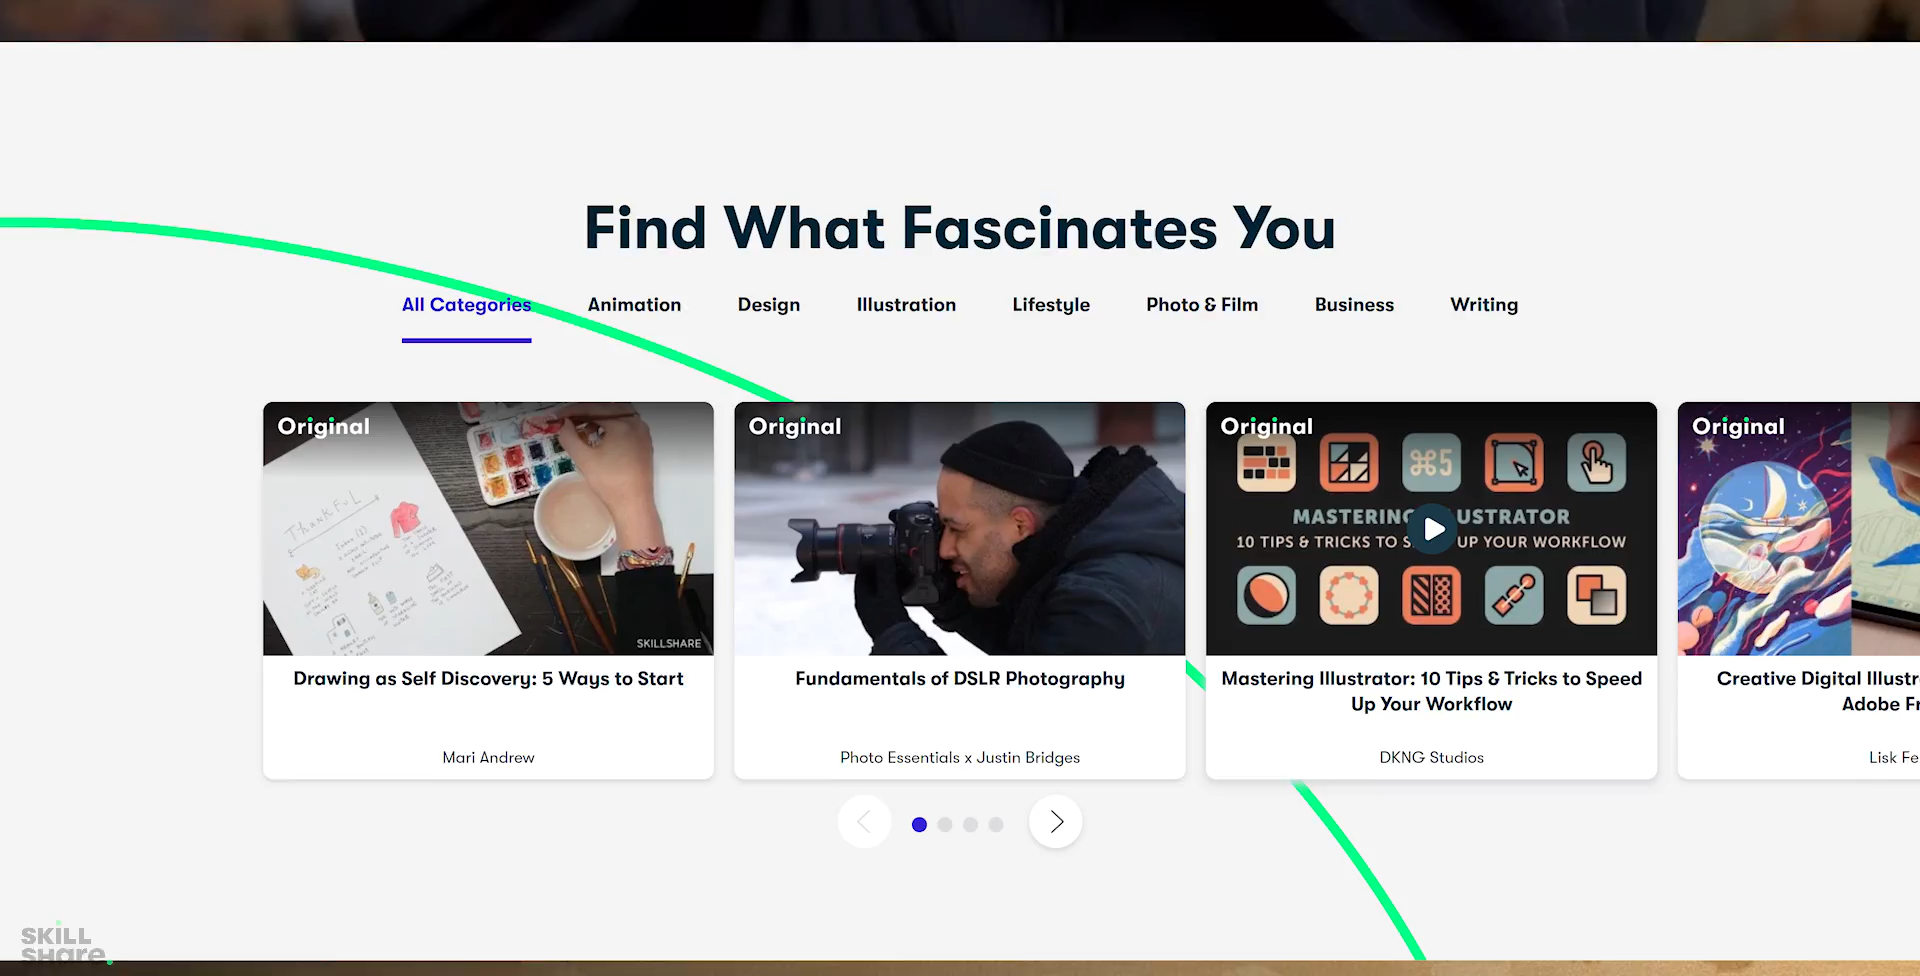 Find What Fascinates You
All Categories
Animation
Design
Illustration
Lifestyle
Photo & Film
Business
Writing
Original
THANKFUL
SKILLSHARE
Drawing as Self Discovery: 5 Ways to Start
Mari Andrew
Original
Fundamentals of DSLR Photography
Photo Essentials x Justin Bridges
Original
⌘5
MASTERING USTRATOR
10 TIPS & TRICKS TO UP YOUR WORKFLOW
Mastering Illustrator: 10 Tips & Tricks to Speed
Up Your Workflow
DKNG Studios
Original
Creative Digital Illustr
Adobe Fr
Lisk Fe
SKILL
SHare.